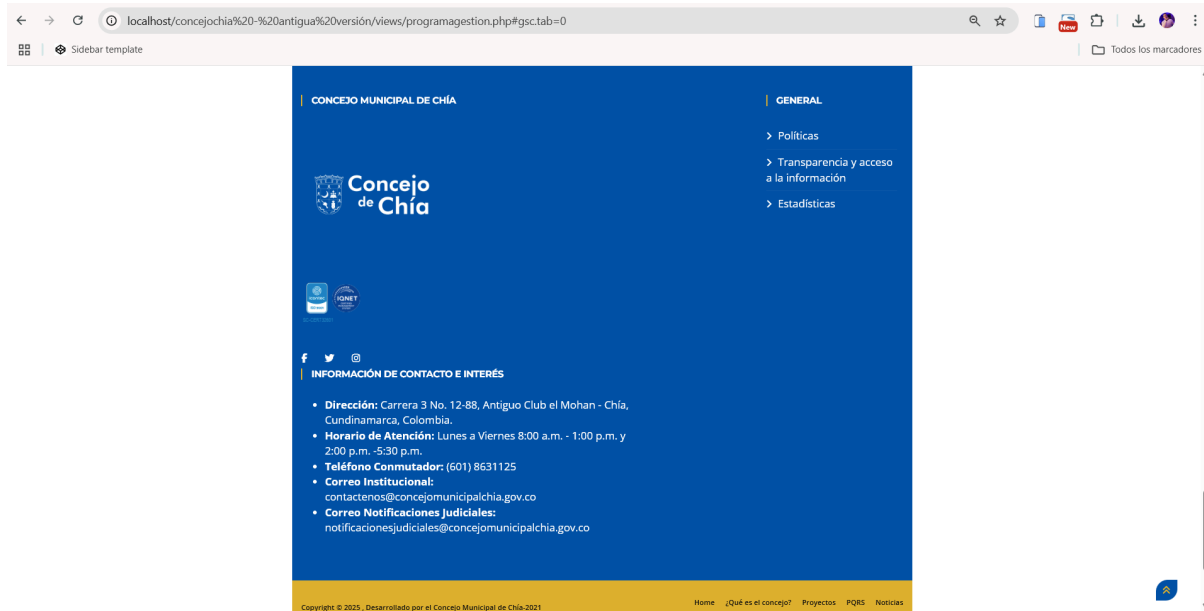 localhost/concejochia%20-%20antigua%20versión/views/programagestion.php#gsc.tab=0
New
Sidebar template
Todos los marcadores
CONCEJO MUNICIPAL DE CHÍA
Concejo
de Chía
IQNET
GENERAL
Políticas
Transparencia y acceso
a la información
Estadísticas
INFORMACIÓN DE CONTACTO E INTERÉS
• Dirección: Carrera 3 No. 12-88, Antiguo Club el Mohan - Chía,
Cundinamarca, Colombia.
• Horario de Atención: Lunes a Viernes 8:00 a.m. - 1:00 p.m. y
2:00 p.m. -5:30 p.m.
• Teléfono Conmutador: (601) 8631125
• Correo Institucional:
contactenos@concejomunicipalchia.gov.co
• Correo Notificaciones Judiciales:
notificacionesjudiciales@concejomunicipalchia.gov.co
Copyright © 2025 , Desarrollado por el Concejo Municipal de Chía-2021
Home ¿Qué es el concejo? Proyectos PQRS Noticias